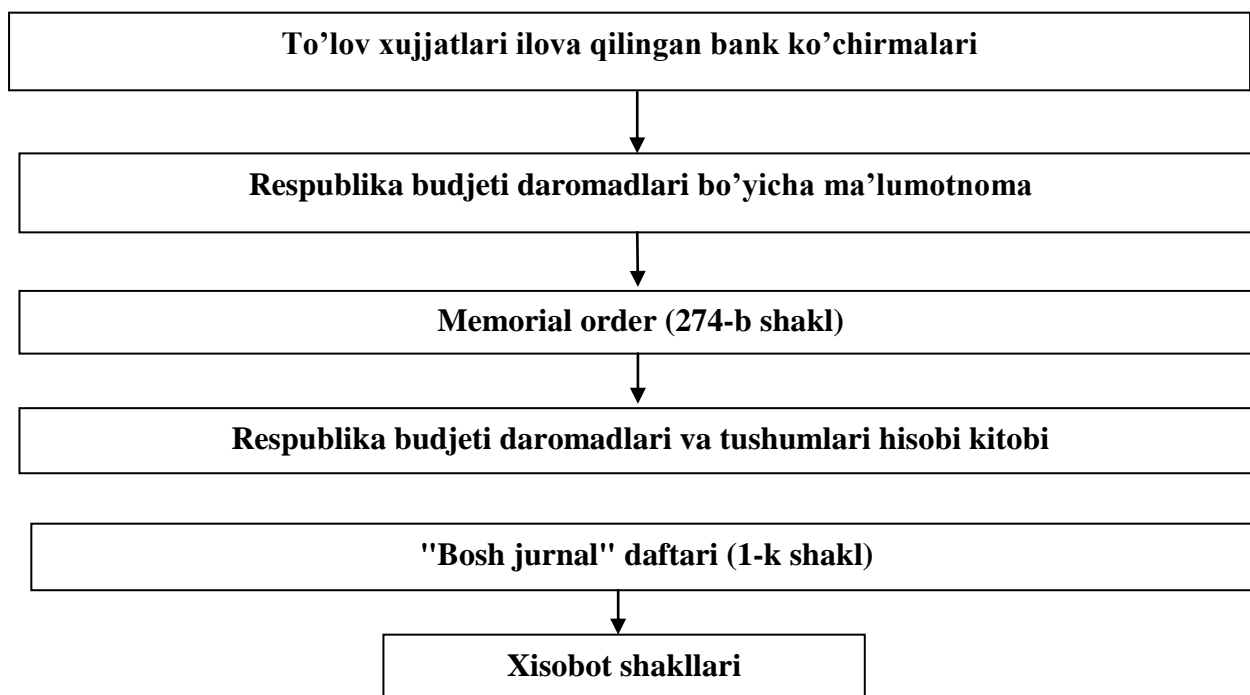 To’lov xujjatlari ilova qilingan bank ko’chirmalari
Respublika budjeti daromadlari bo’yicha ma’lumotnoma
Memorial order (274-b shakl)
Respublika budjeti daromadlari va tushumlari hisobi kitobi
"Bosh jurnal" daftari (1-k shakl)
Xisobot shakllari